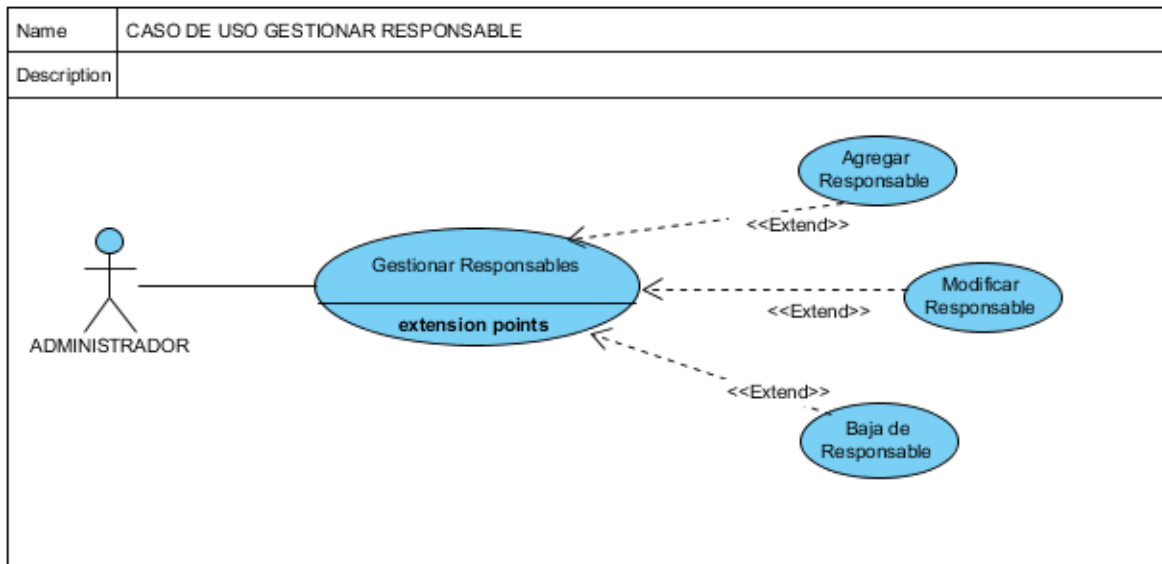 Name
CASO DE USO GESTIONAR RESPONSABLE
Description
Agregar
Responsable
<<Extend>>
Gestionar Responsables
extension points
Modificar
Responsable
<<Extend>>
ADMINISTRADOR
<<Extend>>
Baja de
Responsable